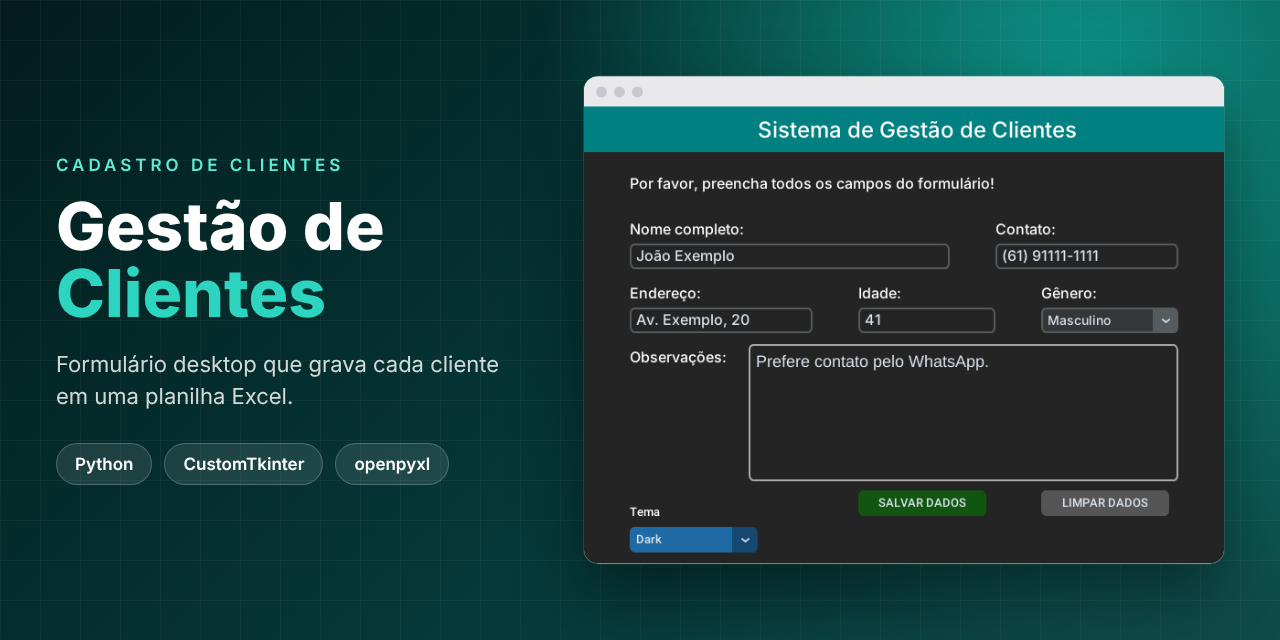 CADASTRO DE CLIENTES
Gestão de
Clientes
Formulário desktop que grava cada cliente
em uma planilha Excel.
Python
CustomTkinter
openpyxl
Sistema de Gestão de Clientes
Por favor, preencha todos os campos do formulário!
Nome completo:
Contato:
João Exemplo
(61) 91111-1111
Endereço:
Idade:
Gênero:
Av. Exemplo, 20
41
Masculino
Observações:
Prefere contato pelo WhatsApp.
SALVAR DADOS
LIMPAR DADOS
Tema
Dark